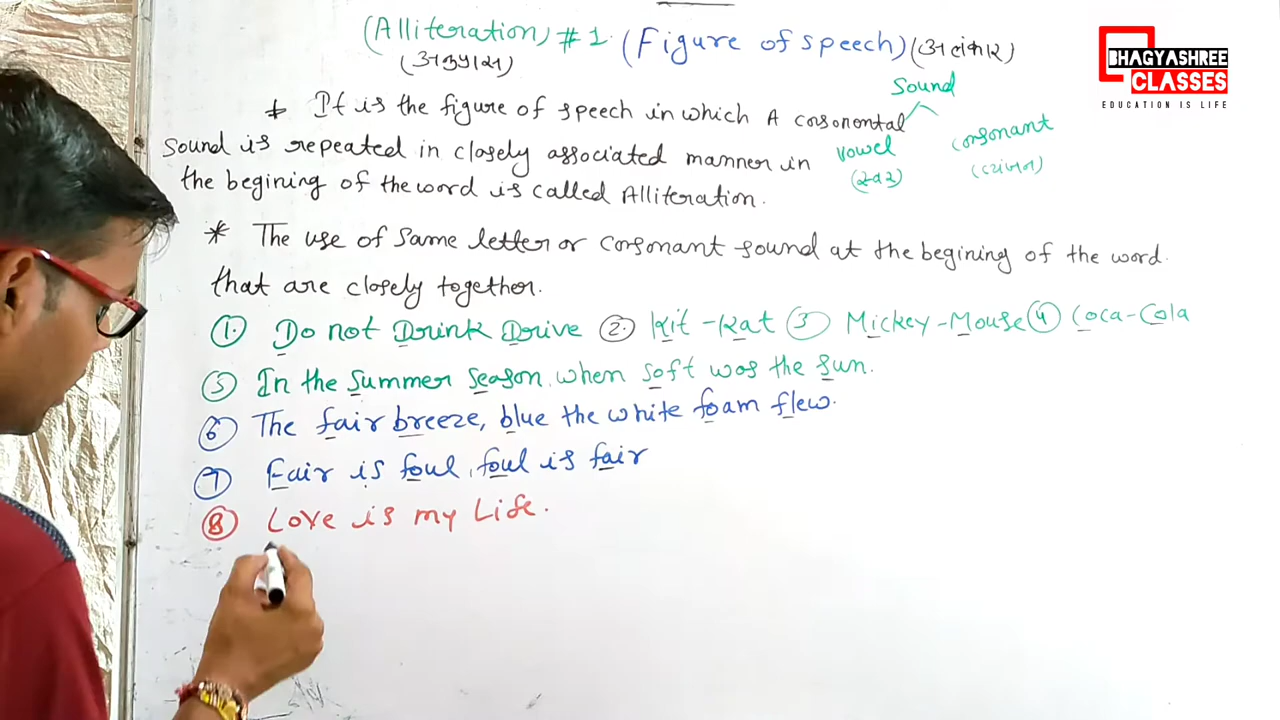 (Alliteration) #1. (Figure of speech) (अलंकार)
(अनुप्रास)
BHAGYASHREE
CLASSES
EDUCATION IS LIFE
Sound
Vowel
(स्वर)
consonant
(व्यंजन)
* It is the figure of speech in which A consonental
Sound is repeated in closely associated manner in
the begining of the word is called Alliteration.
* The use of Same letter or consonant sound at the begining of the word.
that are closely together.
1. Do not Drink Drive 2. Kit-Kat 3 Mickey-Mouse 4 Coca-Cola
5 In the summer season when soft was the sun.
6 The fair breeze, blue the white foam flew.
7 Fair is foul, foul is fair
8 Love is my Life.